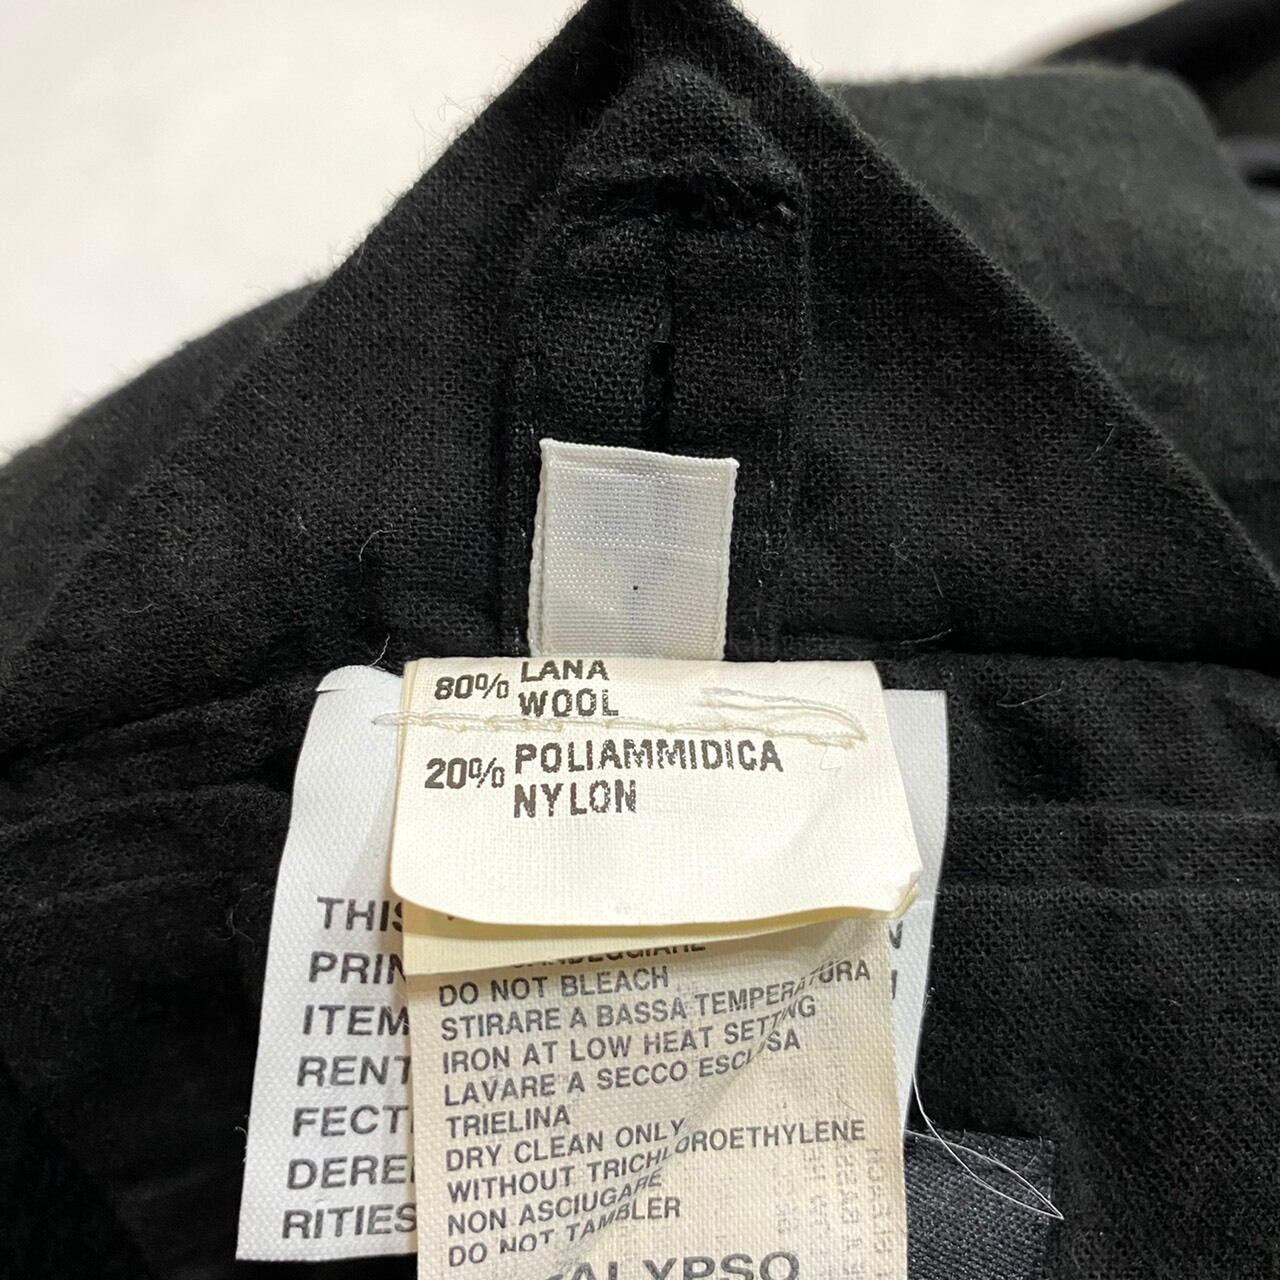 80% LANA
WOOL
20% POLIAMMIDICA
NYLON
THIS
PRIN
ITEM
RENT
FECT
DERE
RITIES
DO NOT BLEACH
STIRARE A BASSA TEMPERATURA
IRON AT LOW HEAT SETTING
LAVARE A SECCO ESCLUSA
TRIELINA
DRY CLEAN ONLY
WITHOUT TRICHLOROETHYLENE
NON ASCIUGARE
DO NOT TAMBLER
CALYPSO